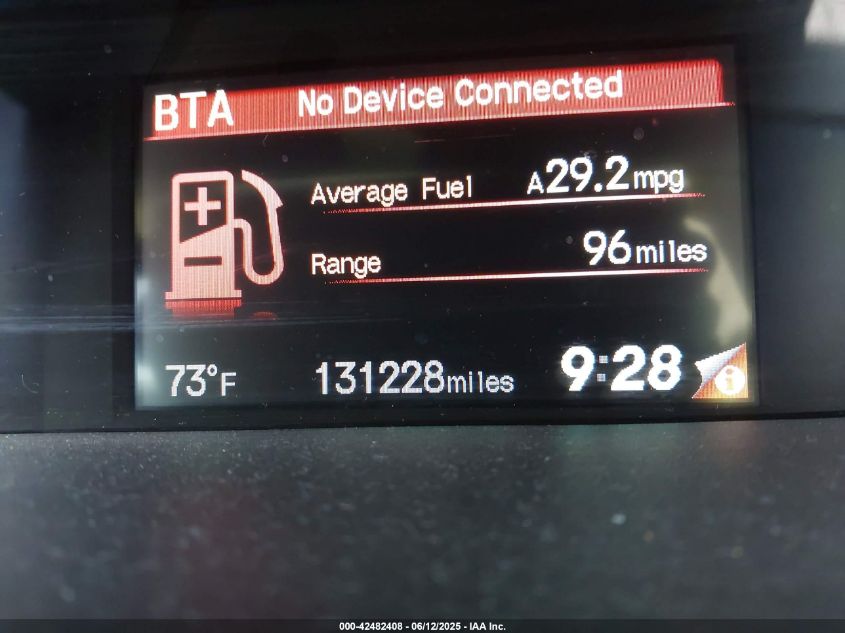 BTA No Device Connected
Average Fuel A29.2mpg
Range 96miles
73°F 131228miles 9:28 i
000-42482408 - 06/12/2025 - IAA Inc.